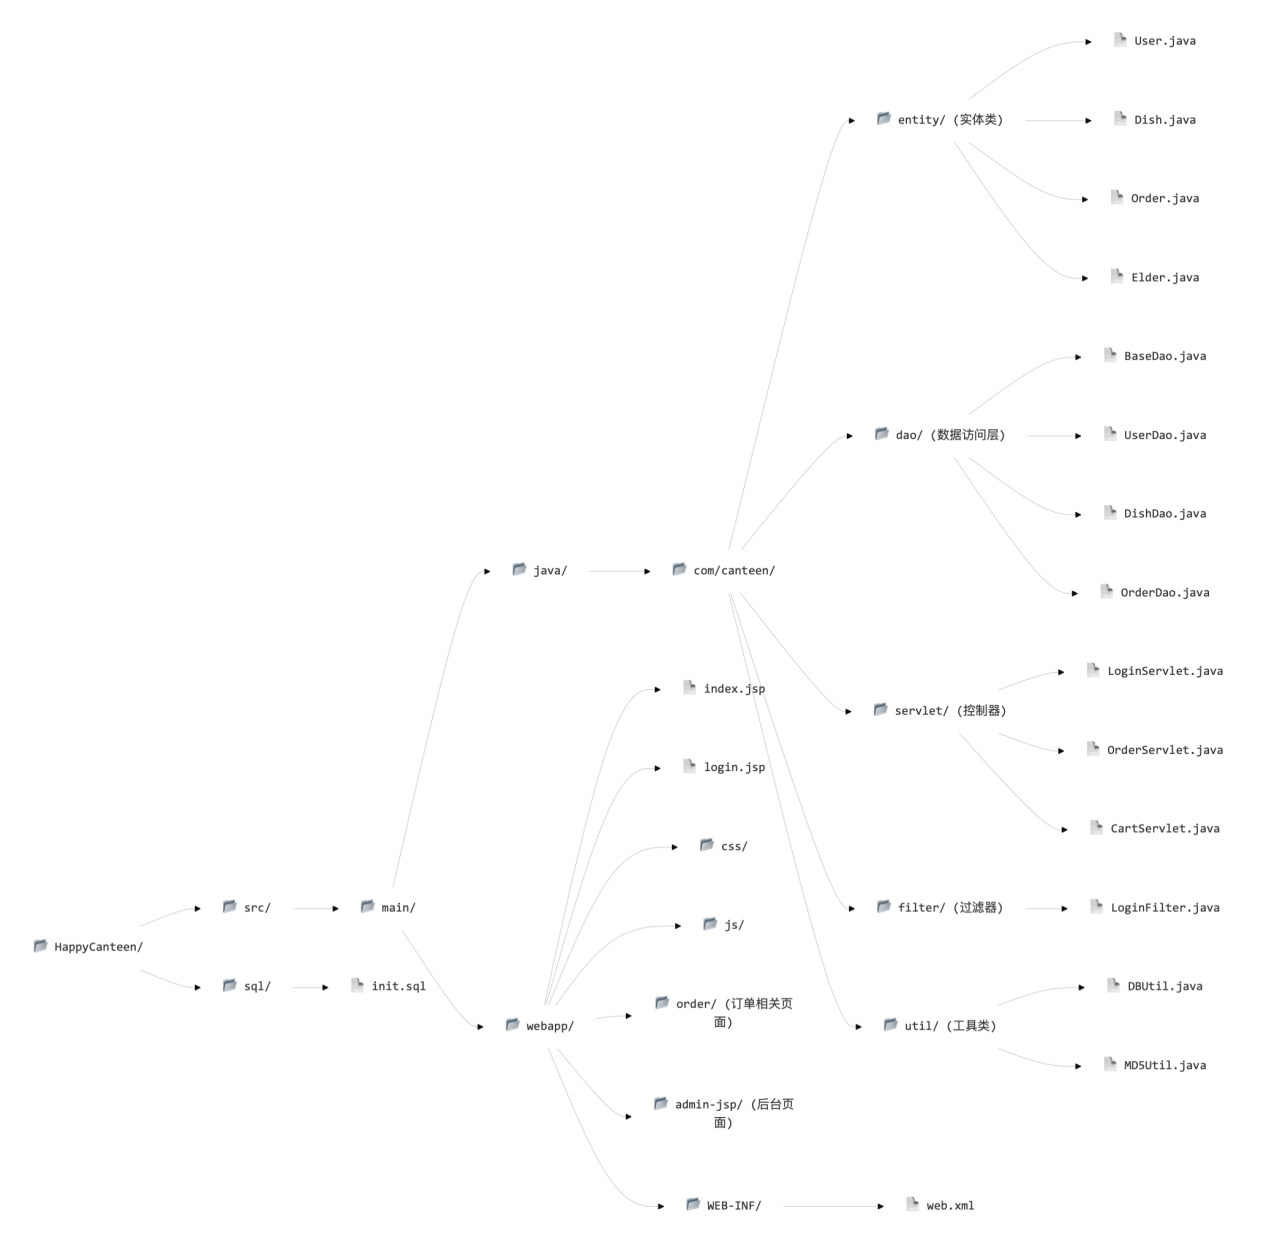 User.java
entity/ (实体类)
Dish.java
Order.java
Elder.java
BaseDao.java
dao/ (数据访问层)
UserDao.java
DishDao.java
java/
com/canteen/
OrderDao.java
LoginServlet.java
index.jsp
servlet/ (控制器)
OrderServlet.java
login.jsp
CartServlet.java
css/
src/
main/
filter/ (过滤器)
LoginFilter.java
js/
HappyCanteen/
sql/
init.sql
DBUtil.java
order/ (订单相关页
面)
webapp/
util/ (工具类)
MD5Util.java
admin-jsp/ (后台页
面)
WEB-INF/
web.xml